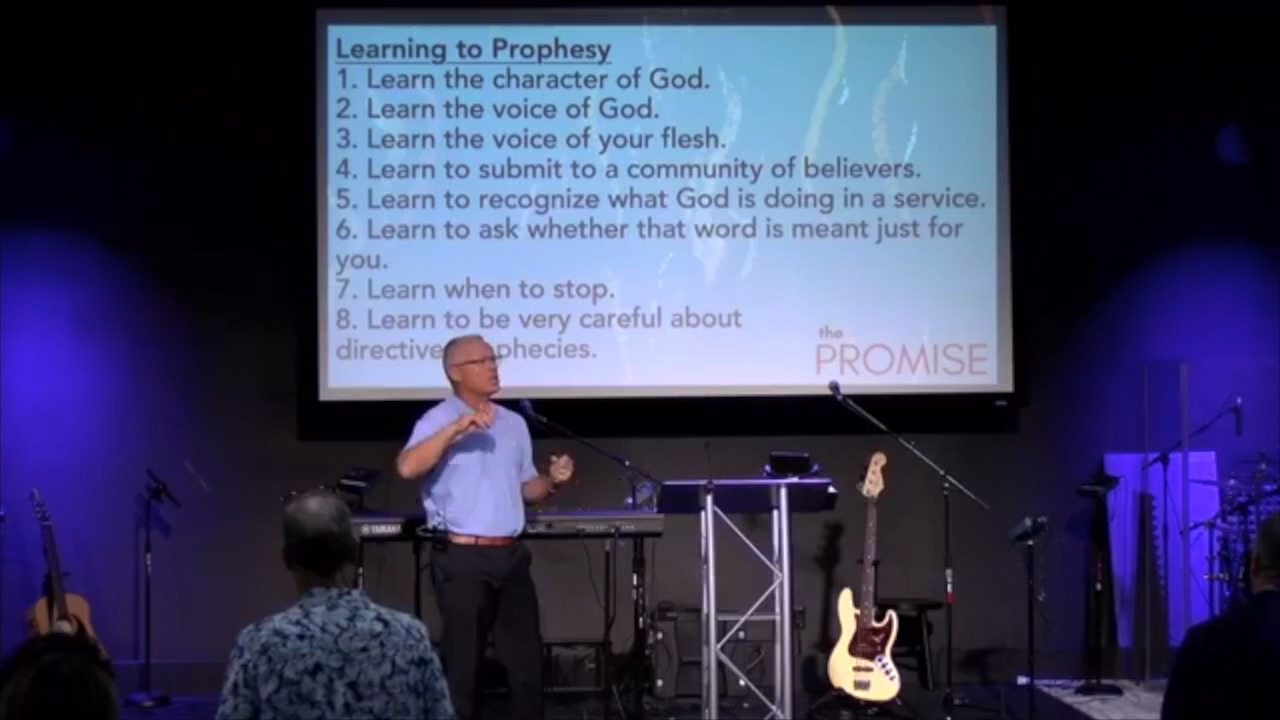 Learning to Prophesy
1. Learn the character of God.
2. Learn the voice of God.
3. Learn the voice of your flesh.
4. Learn to submit to a community of believers.
5. Learn to recognize what God is doing in a service.
6. Learn to ask whether that word is meant just for
you.
7. Learn when to stop.
8. Learn to be very careful about
directive phecies.
the
PROMISE
YAMAHA